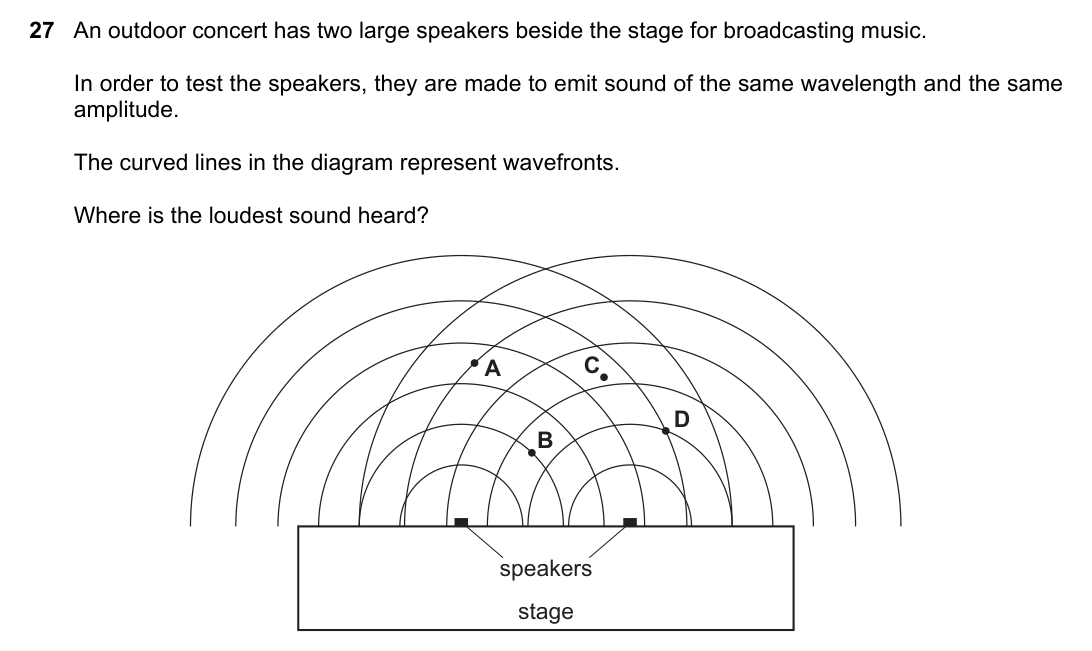 27 An outdoor concert has two large speakers beside the stage for broadcasting music.
In order to test the speakers, they are made to emit sound of the same wavelength and the same
amplitude.
The curved lines in the diagram represent wavefronts.
Where is the loudest sound heard?
A
C
D
B
speakers
stage